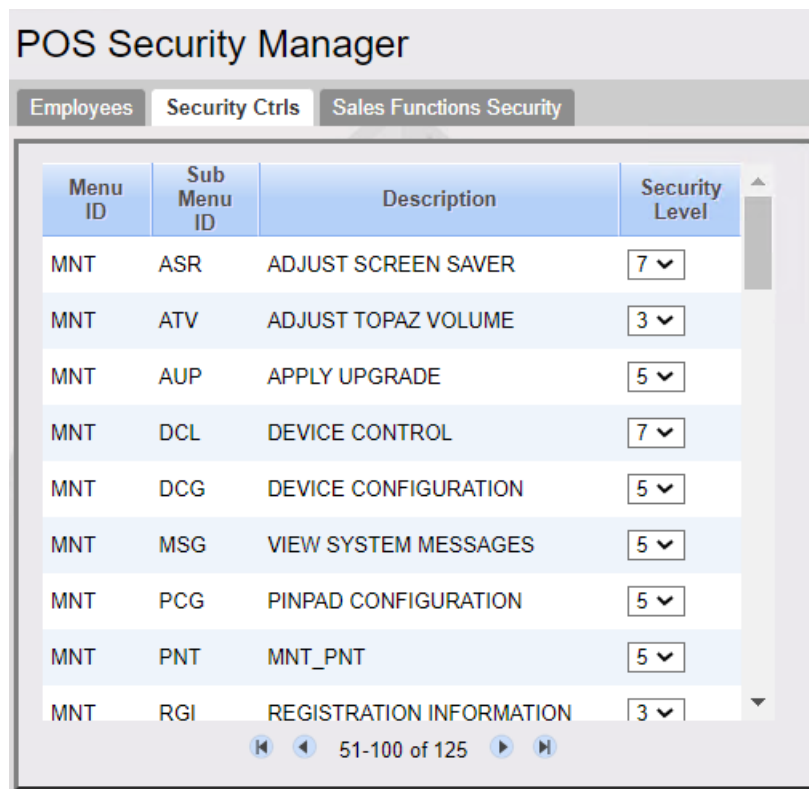 POS Security Manager
Employees Security Ctrls Sales Functions Security
Menu ID Sub Menu ID Description Security Level
MNT ASR ADJUST SCREEN SAVER 7
MNT ATV ADJUST TOPAZ VOLUME 3
MNT AUP APPLY UPGRADE 5
MNT DCL DEVICE CONTROL 7
MNT DCG DEVICE CONFIGURATION 5
MNT MSG VIEW SYSTEM MESSAGES 5
MNT PCG PINPAD CONFIGURATION 5
MNT PNT MNT_PNT 5
MNT RGI REGISTRATION INFORMATION 3
51-100 of 125